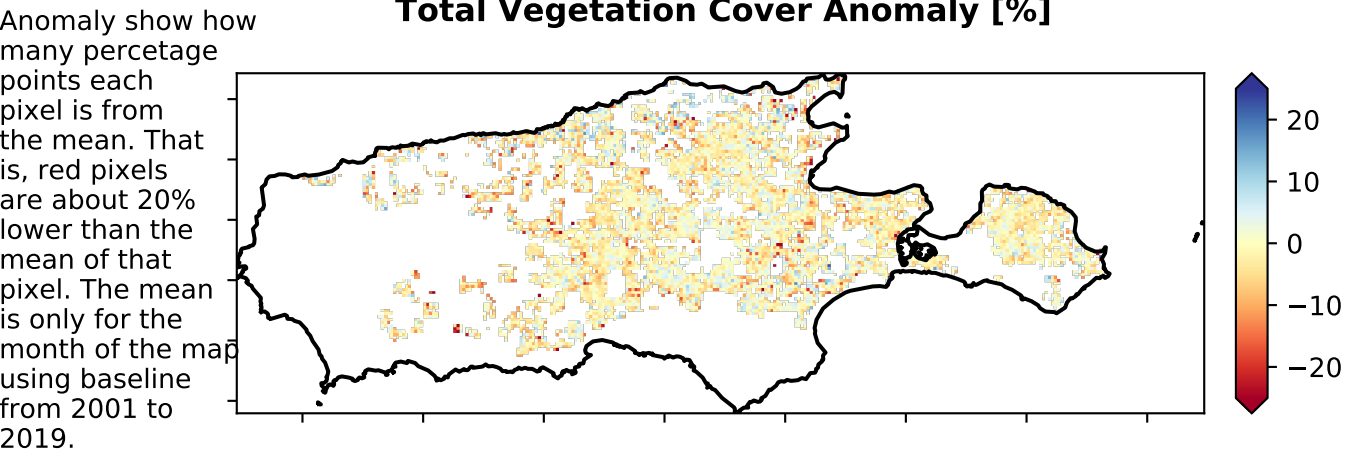 Total Vegetation Cover Anomaly [%]
Anomaly show how
many percetage
points each
pixel is from
the mean. That
is, red pixels
are about 20%
lower than the
mean of that
pixel. The mean
is only for the
month of the map
using baseline
from 2001 to
2019.
20
10
0
−10
−20